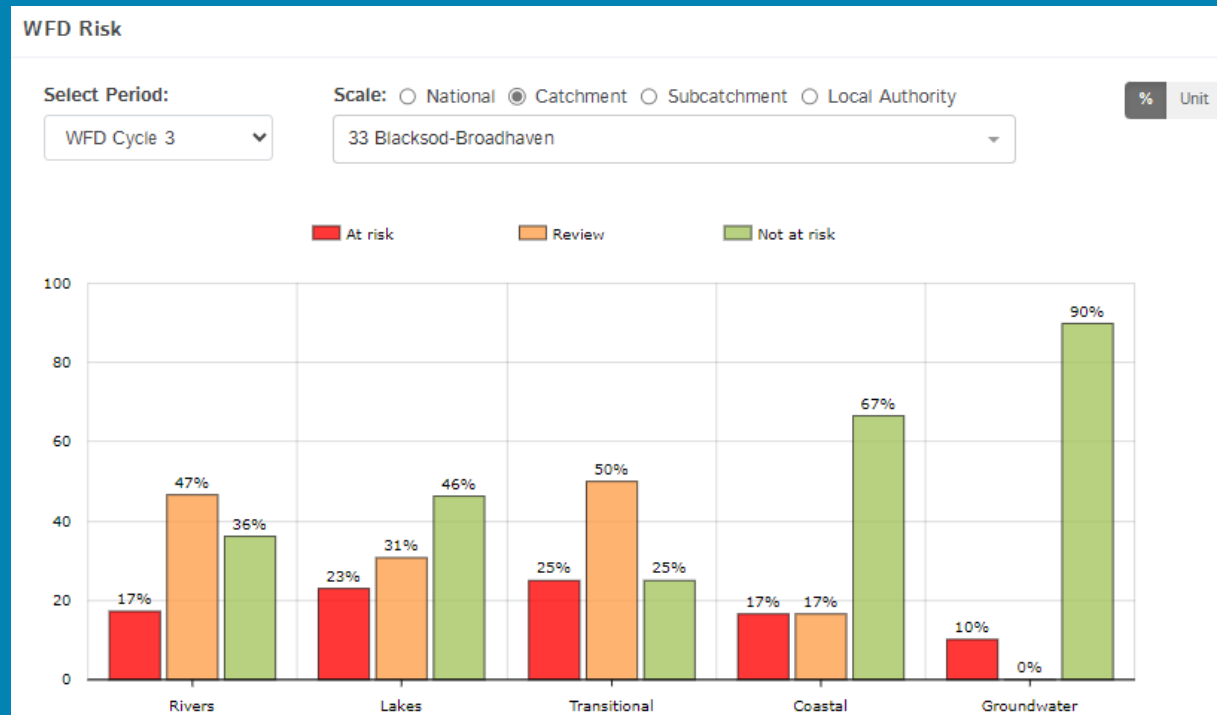 WFD Risk
Select Period:
Scale: National Catchment Subcatchment Local Authority
% Unit
WFD Cycle 3
33 Blacksod-Broadhaven
At risk Review Not at risk
100
80
60
40
20
0
17% 47% 36%
23% 31% 46%
25% 50% 25%
17% 17% 67%
10% 0% 90%
Rivers Lakes Transitional Coastal Groundwater